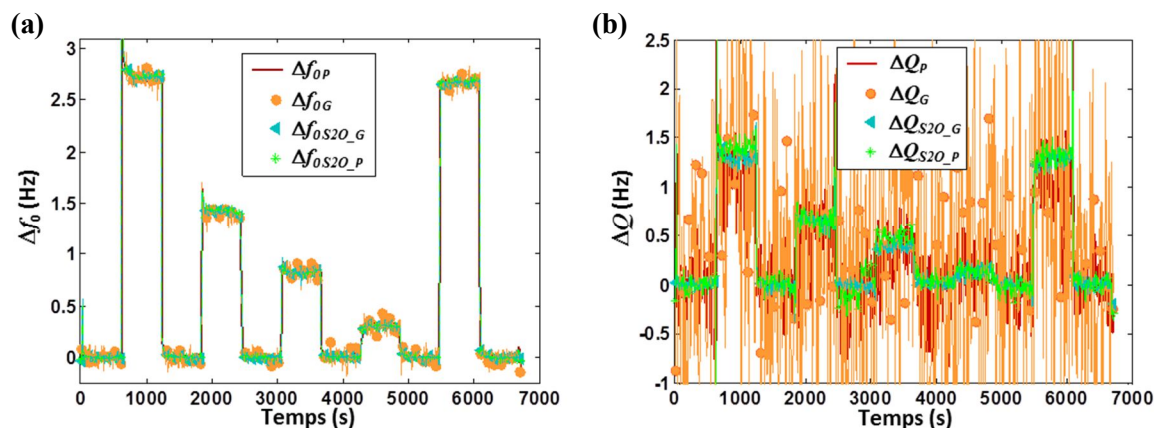 (a)
3
2.5
2
1.5
1
0.5
0
0
1000
2000
3000
4000
5000
6000
7000
Δf0 (Hz)
Temps (s)
Δf0P
Δf0G
Δf0S2O_G
Δf0S2O_P
(b)
2.5
2
1.5
1
0.5
0
-0.5
-1
0
1000
2000
3000
4000
5000
6000
7000
ΔQ (Hz)
Temps (s)
ΔQP
ΔQG
ΔQS2O_G
ΔQS2O_P